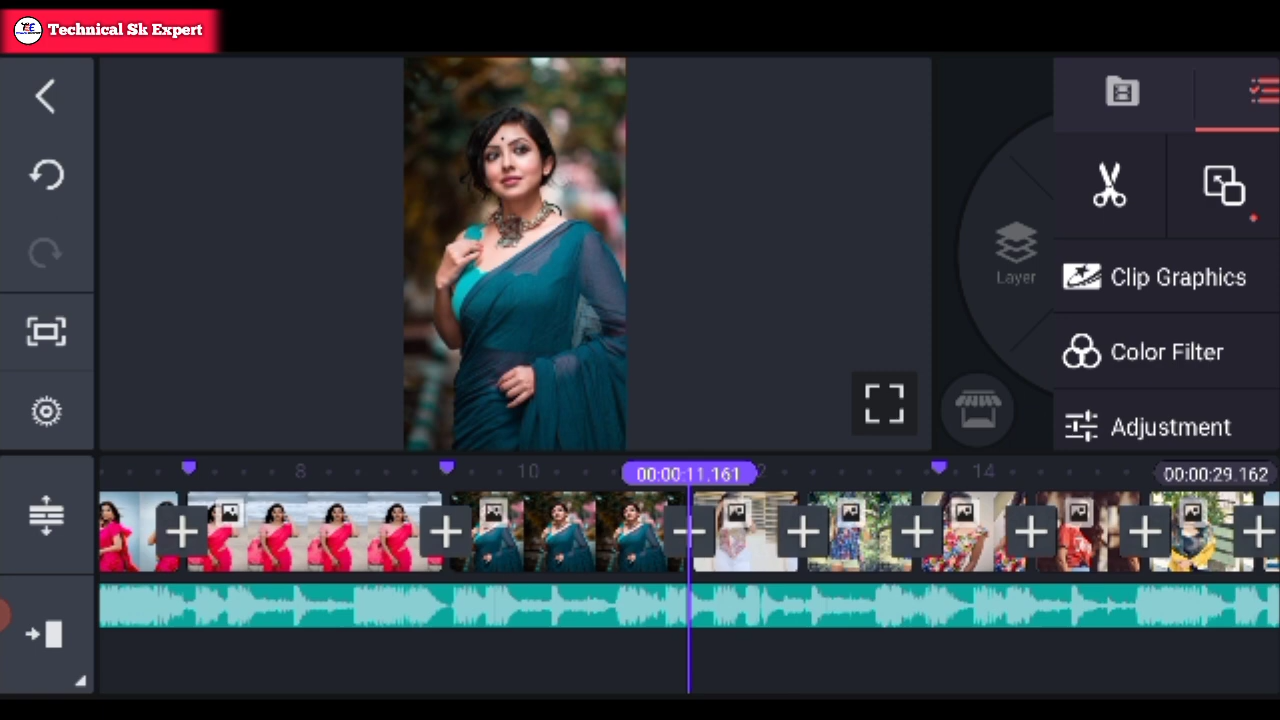 Technical Sk Expert
Layer
Clip Graphics
Color Filter
Adjustment
8
10
00:00:11.161
2
14
00:00:29.162